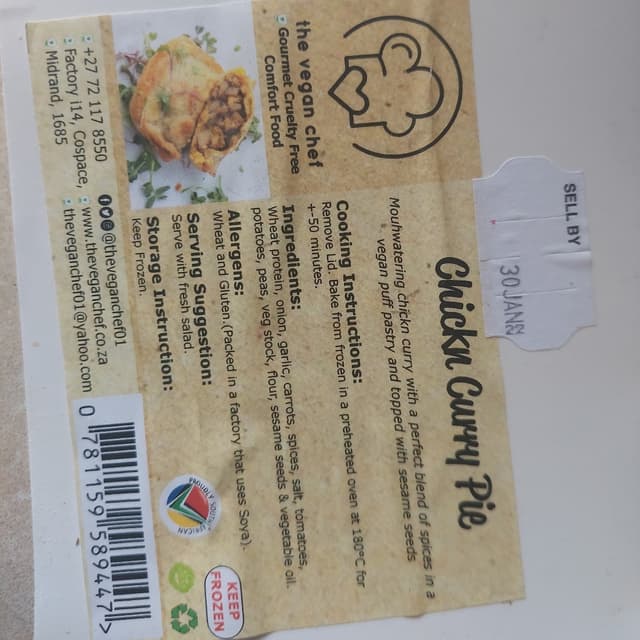 SELL BY
30JAN22
Chickn Curry Pie
Mouhwatering chickn curry with a perfect blend of spices in a
vegan puff pastry and topped with sesame seeds
the vegan chef
Gourmet Cruelty Free
Comfort Food
Cooking Instructions:
Remove Lid. Bake from frozen in a preheated oven at 180°C for
+-50 minutes.
Ingredients:
Wheat protein, onion, garlic, carrots, spices, salt, tomatoes,
potatoes, peas, veg stock, flour, sesame seeds & vegetable oil.
Allergens:
Wheat and Gluten.(Packed in a factory that uses Soya).
Serving Suggestion:
Serve with fresh salad.
Storage Instruction:
Keep Frozen.
KEEP
FROZEN
PROUDLY SOUTH AFRICAN
+27 72 117 8550
Factory i14, Cospace,
Midrand, 1685
@theveganchef01
www.theveganchef.co.za
theveganchef01@yahoo.com
0 781159 589447 >